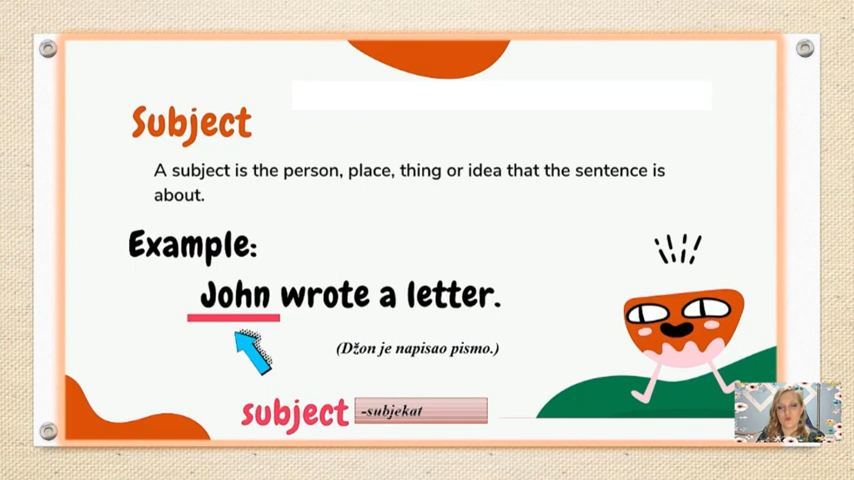 Subject
A subject is the person, place, thing or idea that the sentence is
about.
Example:
John wrote a letter.
(Džon je napisao pismo.)
subject -subjekat